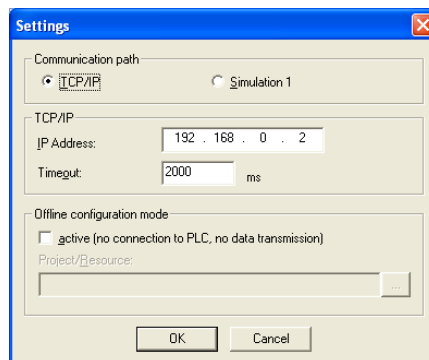 Settings
Communication path
TCP/IP
Simulation 1
TCP/IP
IP Address: 192 . 168 . 0 . 2
Timeout: 2000 ms
Offline configuration mode
active (no connection to PLC, no data transmission)
Project/Resource:
...
OK Cancel